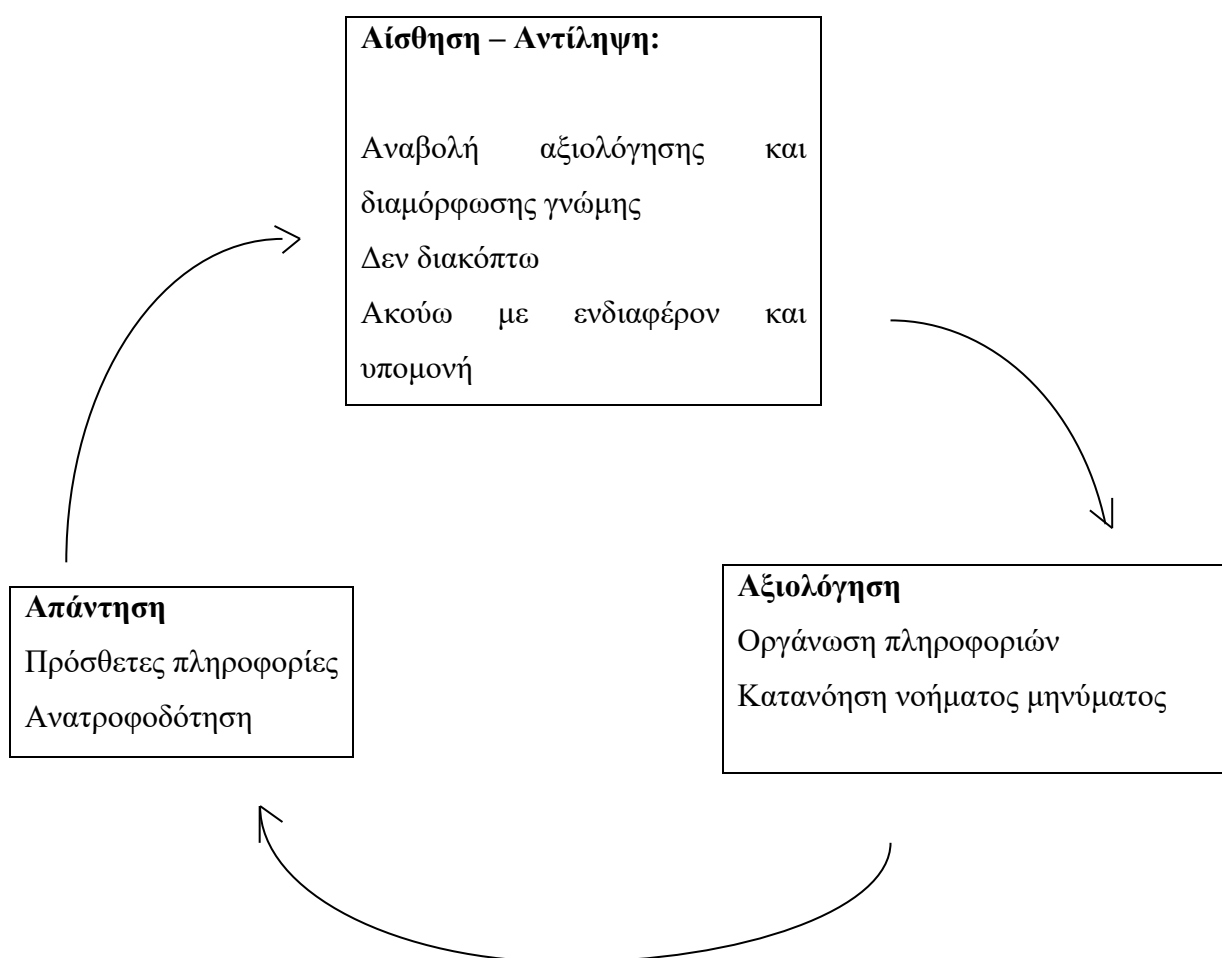 Αίσθηση – Αντίληψη:
Αναβολή αξιολόγησης και
διαμόρφωσης γνώμης
Δεν διακόπτω
Ακούω με ενδιαφέρον και
υπομονή
Απάντηση
Πρόσθετες πληροφορίες
Ανατροφοδότηση
Αξιολόγηση
Οργάνωση πληροφοριών
Κατανόηση νοήματος μηνύματος